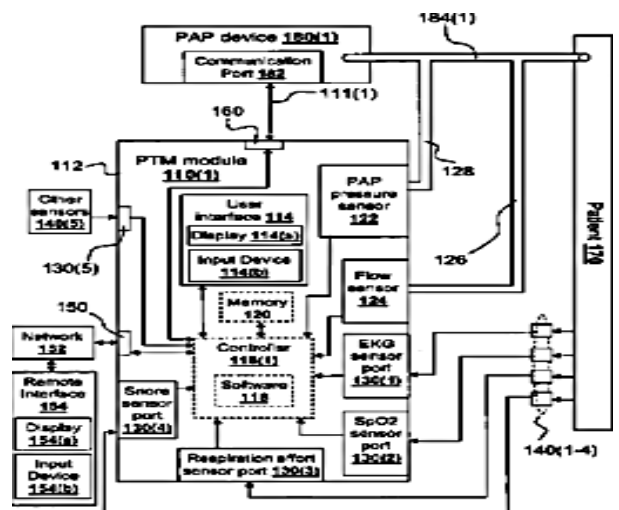 PAP device 180(1)
Communication
Port 182
184(1)
111(1)
160
112
PTM module
110(1)
128
Other
sensors
140(5)
User
interface 114
Display 114(a)
Input Device
114(b)
PAP
pressure
sensor
122
126
Patient 170
130(5)
150
Memory
120
Flow
sensor
124
Network
152
Controller
116(1)
Software
118
EKG
sensor
port
130(1)
Remote
Interface
154
Display
154(a)
Input
Device
154(b)
Snore
sensor
port
130(4)
SpO2
sensor
port
130(2)
Respiration effort
sensor port 130(3)
140(1-4)